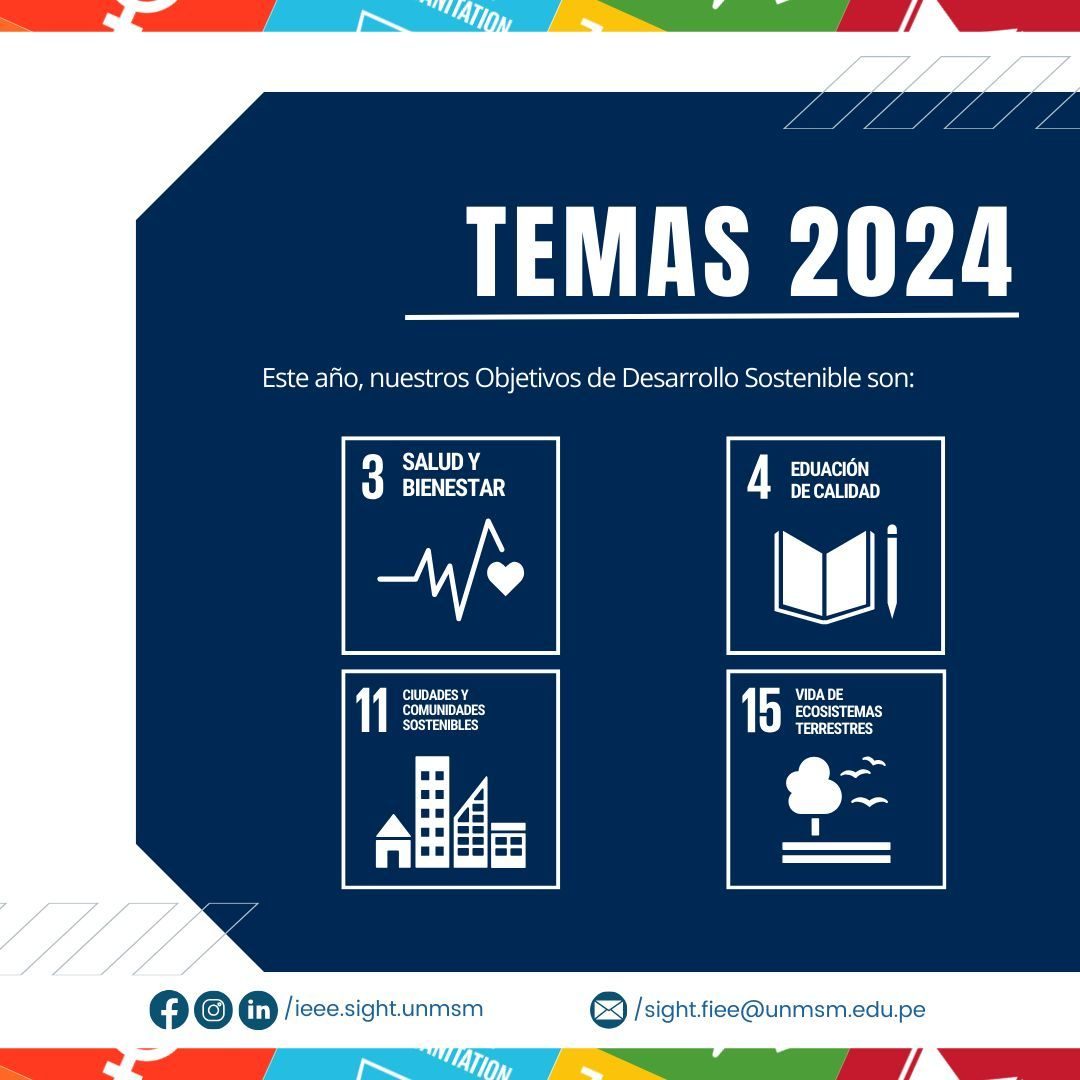 TEMAS 2024
Este año, nuestros Objetivos de Desarrollo Sostenible son:
3 SALUD Y
BIENESTAR
4 EDUACIÓN
DE CALIDAD
11 CIUDADES Y
COMUNIDADES
SOSTENIBLES
15 VIDA DE
ECOSISTEMAS
TERRESTRES
/ieee.sight.unmsm
/sight.fiee@unmsm.edu.pe